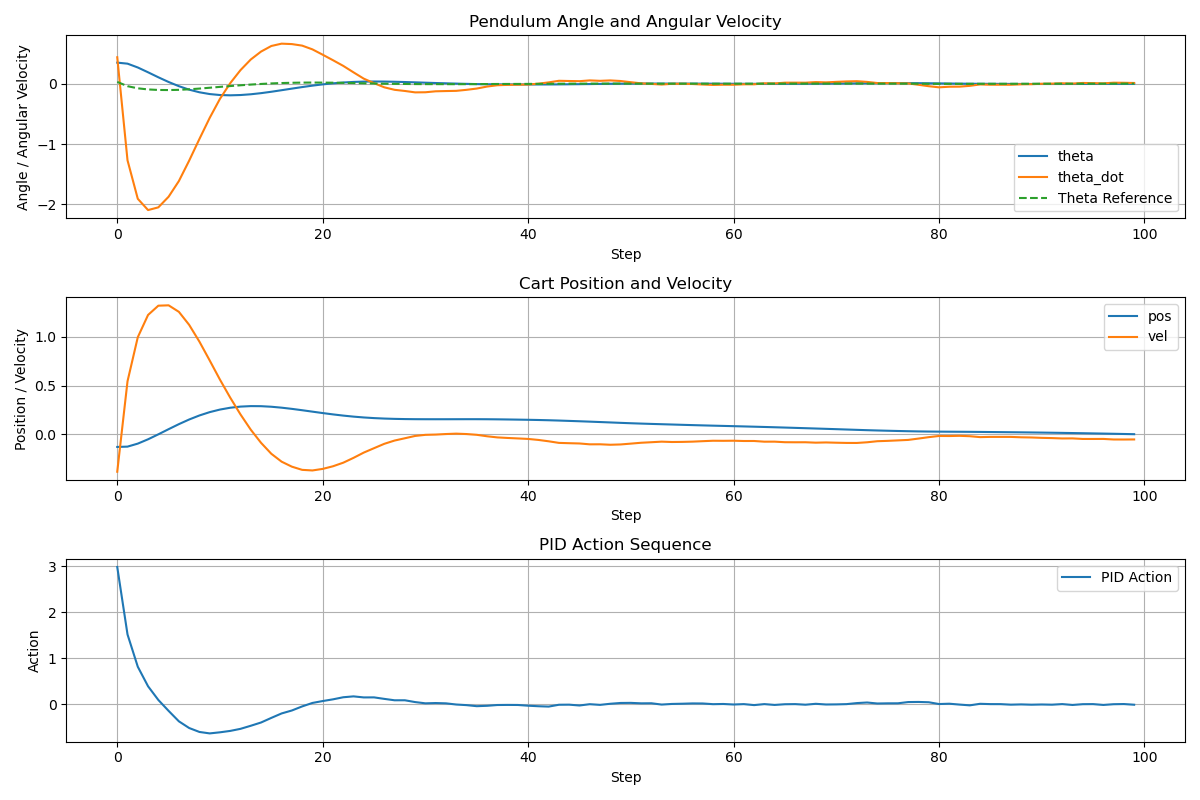 Pendulum Angle and Angular Velocity
Angle / Angular Velocity
0
−1
−2
theta
theta_dot
Theta Reference
0 20 40 60 80 100
Step
Cart Position and Velocity
Position / Velocity
1.0
0.5
0.0
pos
vel
0 20 40 60 80 100
Step
PID Action Sequence
Action
3
2
1
0
PID Action
0 20 40 60 80 100
Step